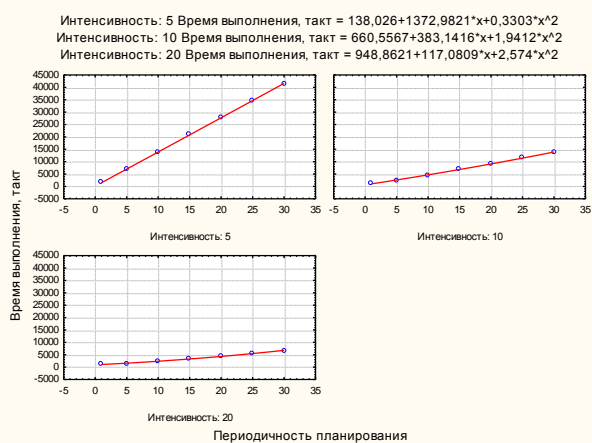 Интенсивность: 5 Время выполнения, такт = 138,026+1372,9821*x+0,3303*x^2
Интенсивность: 10 Время выполнения, такт = 660,5567+383,1416*x+1,9412*x^2
Интенсивность: 20 Время выполнения, такт = 948,8621+117,0809*x+2,574*x^2
45000
40000
35000
30000
25000
20000
15000
10000
5000
0
-5000
-5 0 5 10 15 20 25 30 35
Интенсивность: 5
-5 0 5 10 15 20 25 30 35
Интенсивность: 10
Время выполнения, такт
45000
40000
35000
30000
25000
20000
15000
10000
5000
0
-5000
-5 0 5 10 15 20 25 30 35
Интенсивность: 20
Периодичность планирования